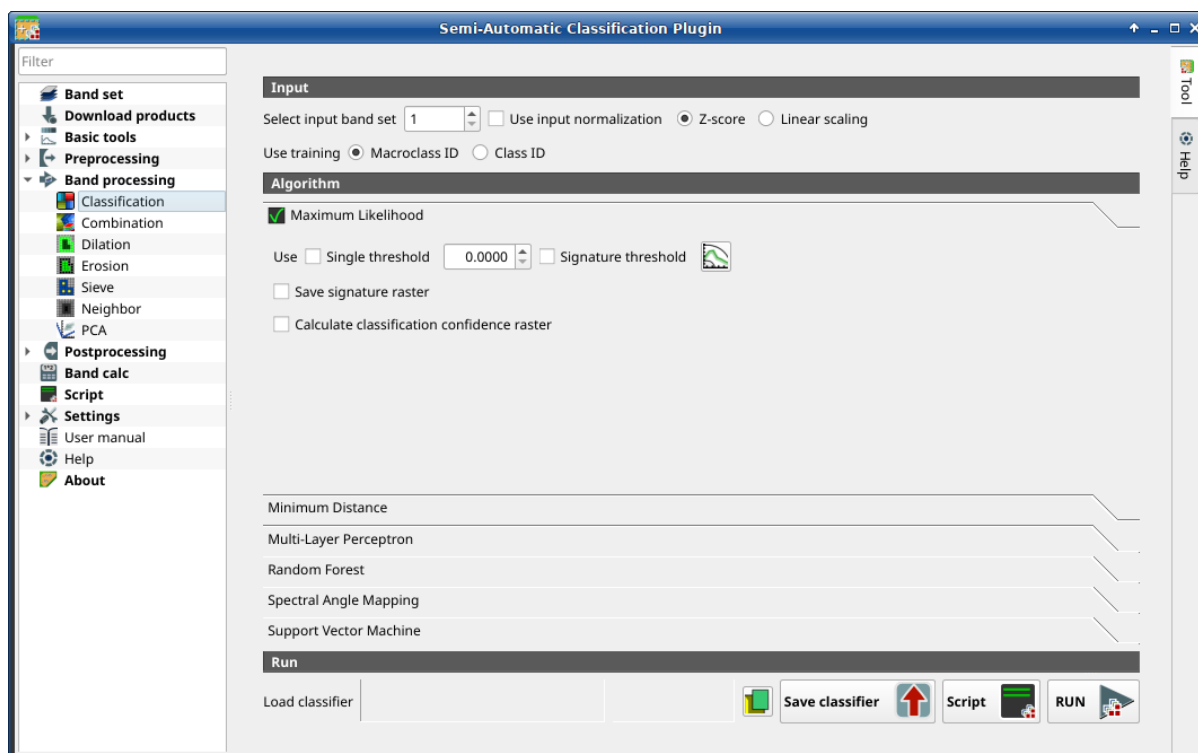 Semi-Automatic Classification Plugin
Filter
Band set
Download products
Basic tools
Preprocessing
Band processing
Classification
Combination
Dilation
Erosion
Sieve
Neighbor
PCA
Postprocessing
Band calc
Script
Settings
User manual
Help
About
Input
Select input band set 1 Use input normalization Z-score Linear scaling
Use training Macroclass ID Class ID
Algorithm
Maximum Likelihood
Use Single threshold 0.0000 Signature threshold
Save signature raster
Calculate classification confidence raster
Minimum Distance
Multi-Layer Perceptron
Random Forest
Spectral Angle Mapping
Support Vector Machine
Run
Load classifier Save classifier Script RUN
Tool
Help